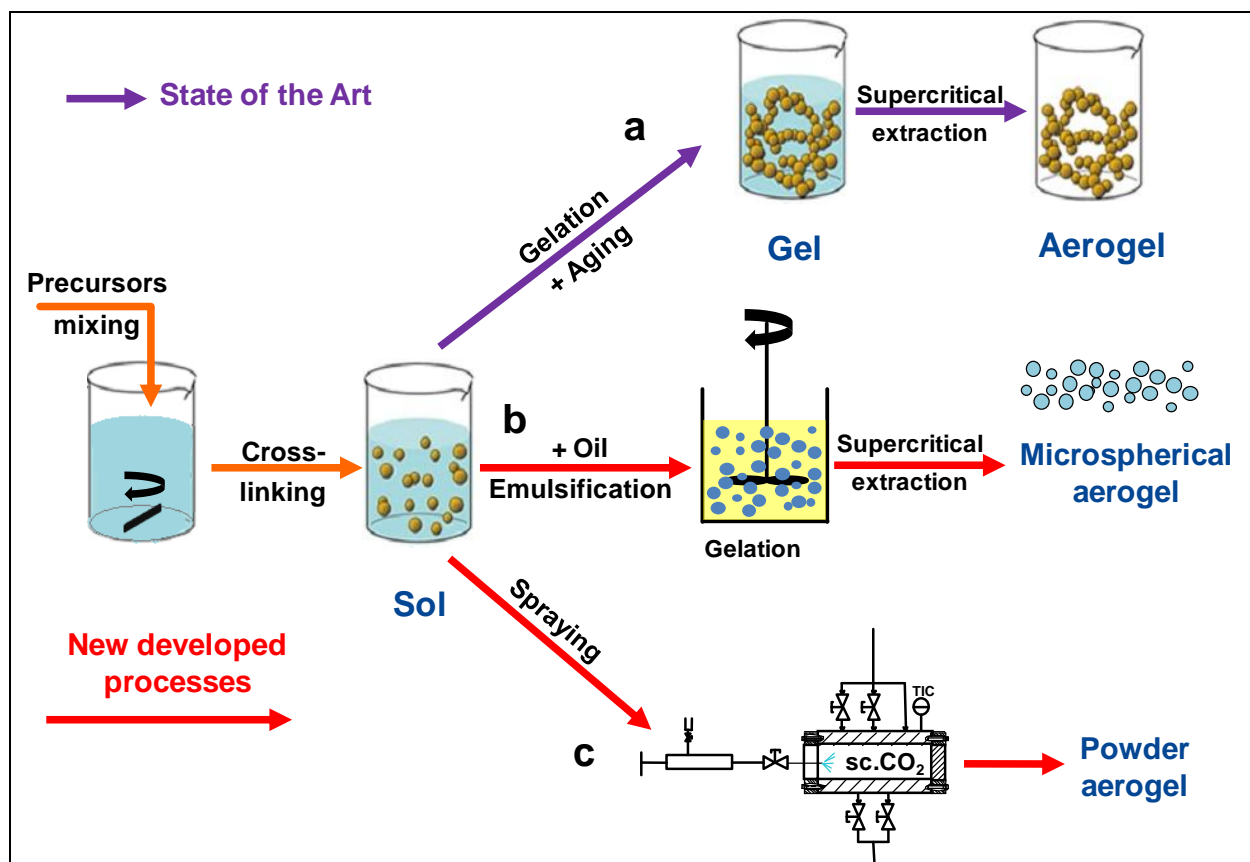 State of the Art
a
Supercritical
extraction
Gelation
+ Aging
Gel
Aerogel
Precursors
mixing
b
Cross-
linking
+ Oil
Emulsification
Supercritical
extraction
Microspherical
aerogel
Gelation
Sol
Spraying
New developed
processes
c
TIC
sc.CO₂
Powder
aerogel